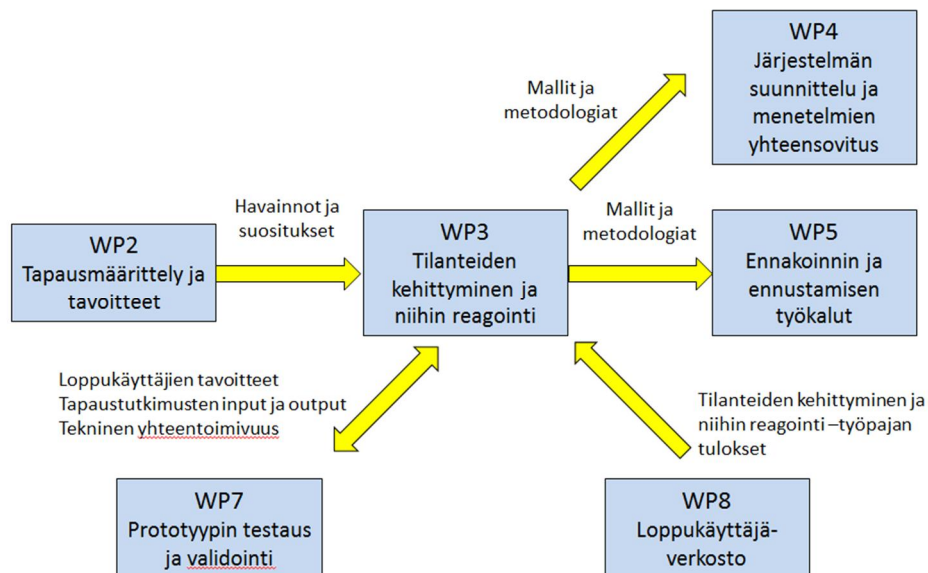 WP4
Järjestelmän
suunnittelu ja
menetelmien
yhteensovitus
Mallit ja
metodologiat
Havainnot ja
suositukset
Mallit ja
metodologiat
WP2
Tapausmäärittely ja
tavoitteet
WP3
Tilanteiden
kehittyminen ja
niihin reagointi
WP5
Ennakoinnin ja
ennustamisen
työkalut
Loppukäyttäjien tavoitteet
Tapaustutkimusten input ja output
Tekninen yhteentoimivuus
Tilanteiden kehittyminen ja
niihin reagointi –työpajan
tulokset
WP7
Prototyypin testaus
ja validointi
WP8
Loppukäyttäjä-
verkosto